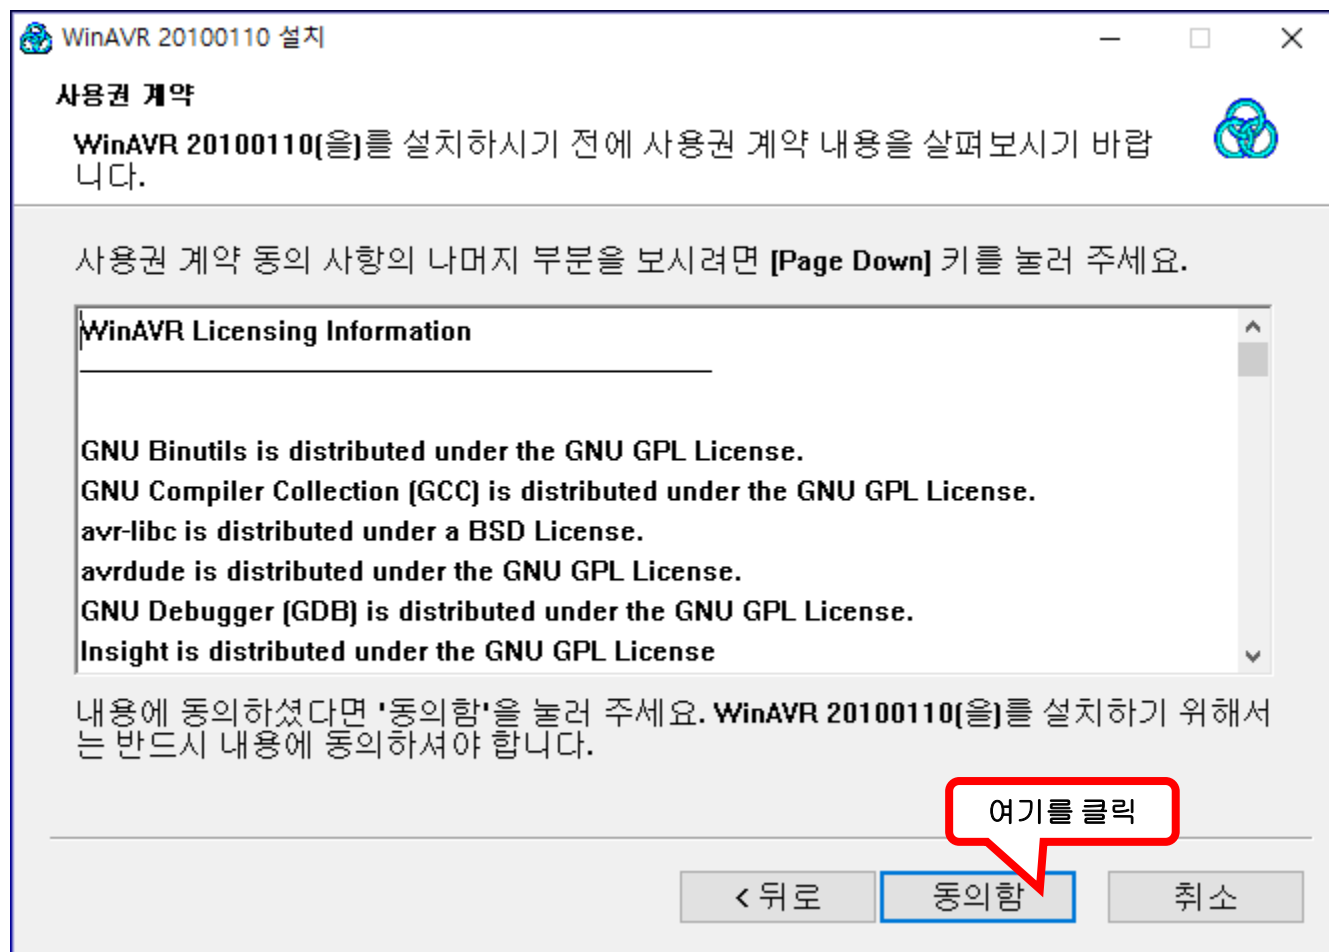 WinAVR 20100110 설치
사용권 계약
WinAVR 20100110(을)를 설치하시기 전에 사용권 계약 내용을 살펴보시기 바랍
니다.
사용권 계약 동의 사항의 나머지 부분을 보시려면 [Page Down] 키를 눌러 주세요.
WinAVR Licensing Information
GNU Binutils is distributed under the GNU GPL License.
GNU Compiler Collection (GCC) is distributed under the GNU GPL License.
avr-libc is distributed under a BSD License.
avrdude is distributed under the GNU GPL License.
GNU Debugger (GDB) is distributed under the GNU GPL License.
Insight is distributed under the GNU GPL License
내용에 동의하셨다면 '동의함'을 눌러 주세요. WinAVR 20100110(을)를 설치하기 위해서
는 반드시 내용에 동의하셔야 합니다.
여기를 클릭
< 뒤로
동의함
취소